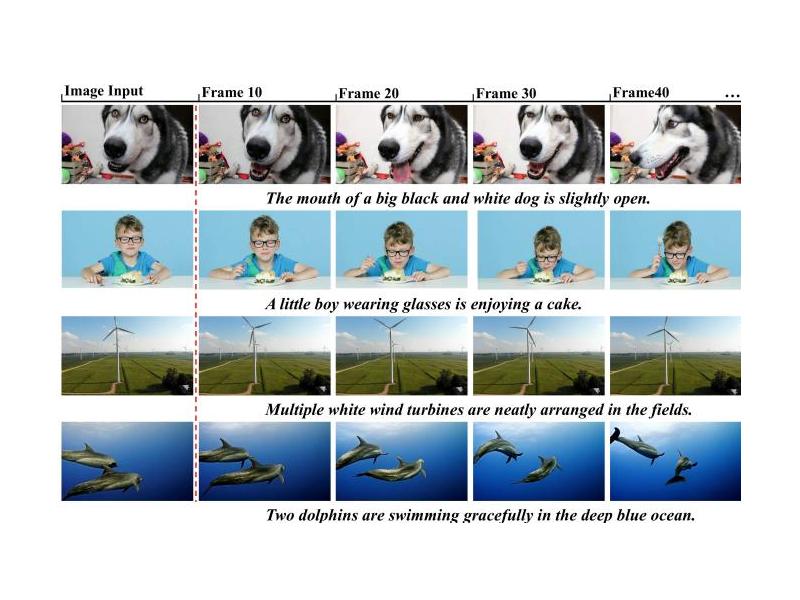 Image Input Frame 10 Frame 20 Frame 30 Frame40 ...
The mouth of a big black and white dog is slightly open.
A little boy wearing glasses is enjoying a cake.
Multiple white wind turbines are neatly arranged in the fields.
Two dolphins are swimming gracefully in the deep blue ocean.